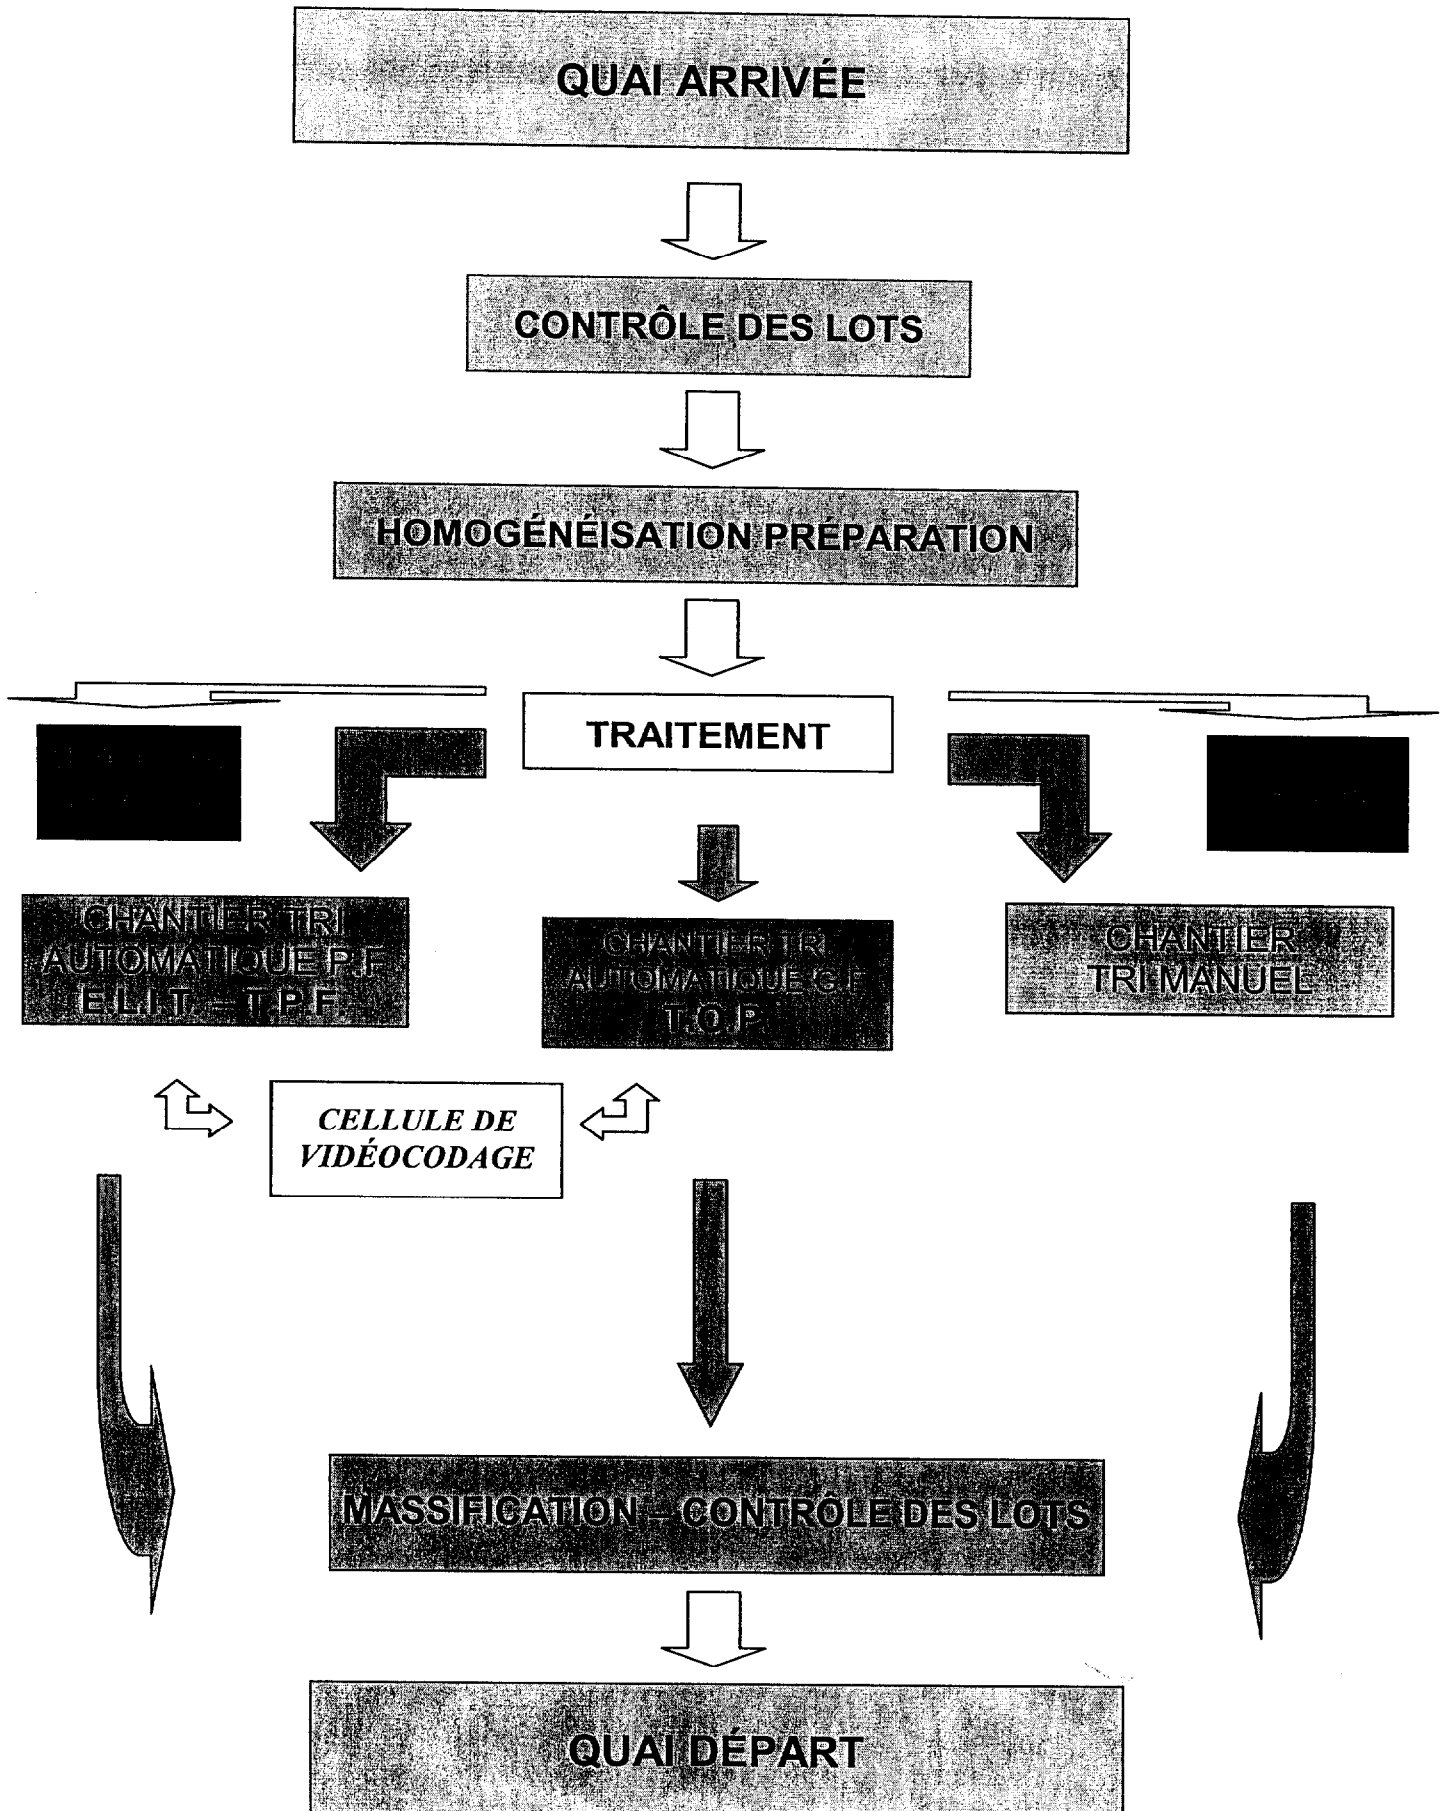 QUAI ARRIVÉE
CONTRÔLE DES LOTS
HOMOGÉNÉISATION PRÉPARATION
TRAITEMENT
CHANTIER TRI
AUTOMATIQUE P.F
E.L.I.T. – T.P.F.
CHANTIER TRI
AUTOMATIQUE G.F
T.O.P.
CHANTIER
TRI MANUEL
CELLULE DE
VIDÉOCODAGE
MASSIFICATION – CONTRÔLE DES LOTS
QUAI DÉPART